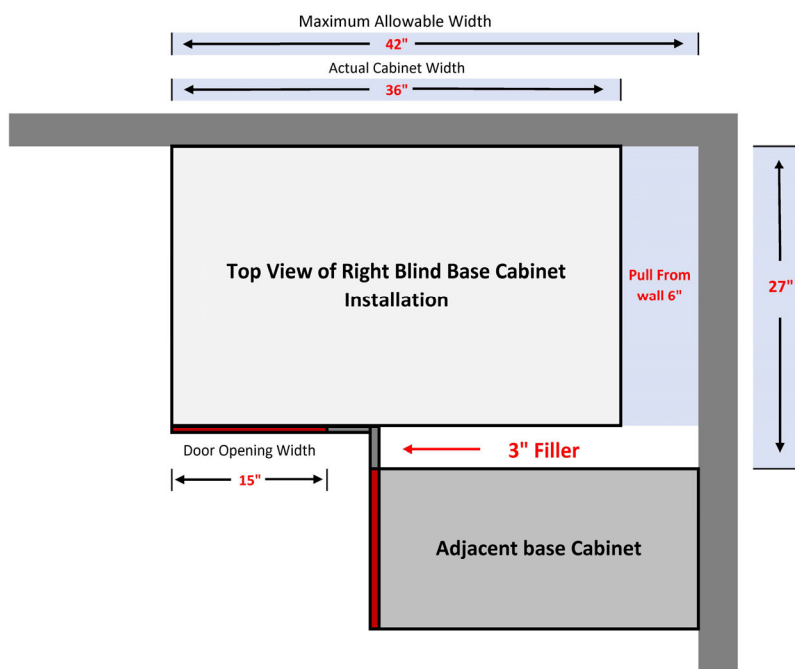 Maximum Allowable Width
42"
Actual Cabinet Width
36"
Top View of Right Blind Base Cabinet
Installation
Pull From
wall 6"
27"
Door Opening Width
15"
3" Filler
Adjacent base Cabinet